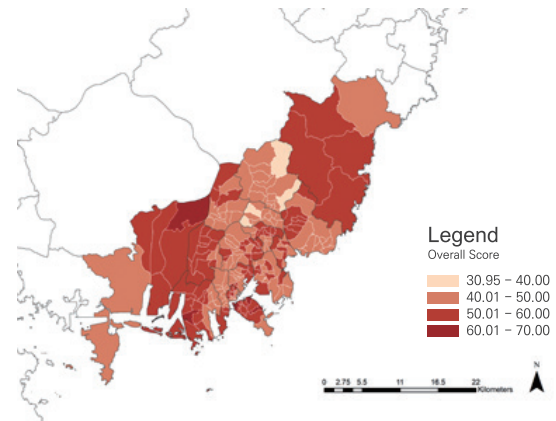 Legend
Overall Score
30.95 – 40.00
40.01 – 50.00
50.01 – 60.00
60.01 – 70.00
N
0 2.75 5.5 11 16.5 22
Kilometers